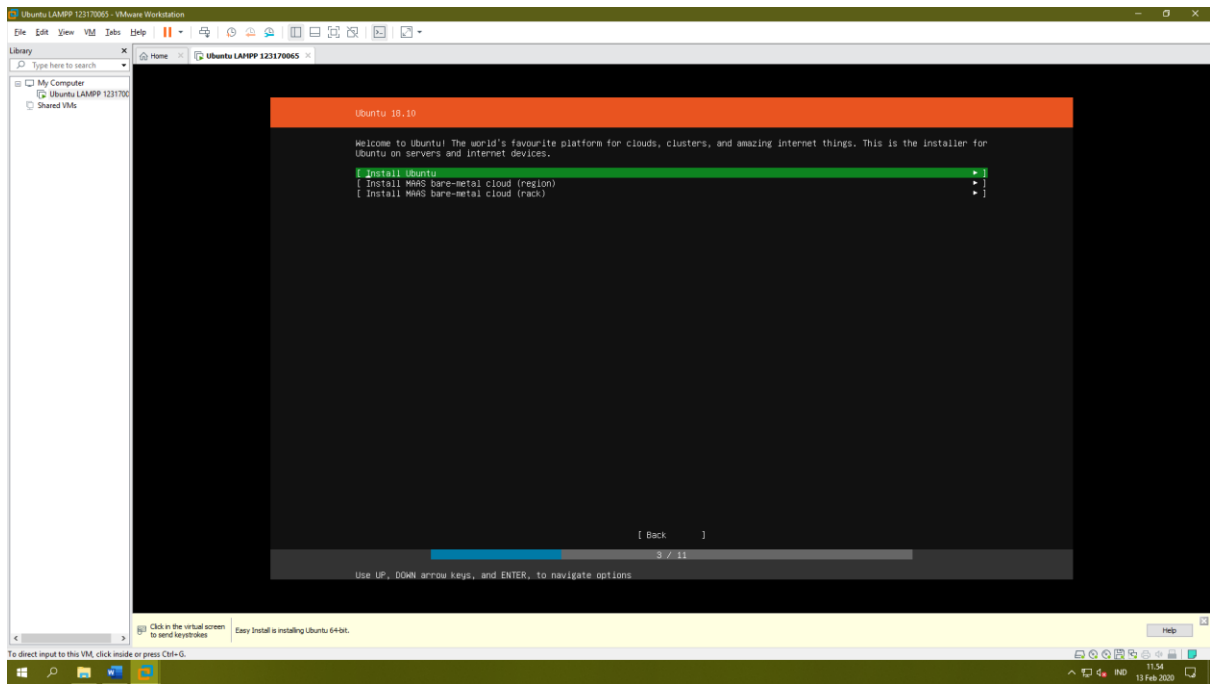 Ubuntu LAMPP 123170065 - VMware Workstation
File Edit View VM Tabs Help
Library
Home
Ubuntu LAMPP 123170065
Type here to search
My Computer
Ubuntu LAMPP 1231700
Shared VMs
Ubuntu 18.10
Welcome to Ubuntu! The world's favourite platform for clouds, clusters, and amazing internet things. This is the installer for
Ubuntu on servers and internet devices.
[ Install Ubuntu ► ]
[ Install MAAS bare-metal cloud (region) ► ]
[ Install MAAS bare-metal cloud (rack) ► ]
[ Back ]
3 / 11
Use UP, DOWN arrow keys, and ENTER, to navigate options
Click in the virtual screen
to send keystrokes
Easy Install is installing Ubuntu 64-bit.
Help
To direct input to this VM, click inside or press Ctrl+G.
IND
11.54
13 Feb 2020